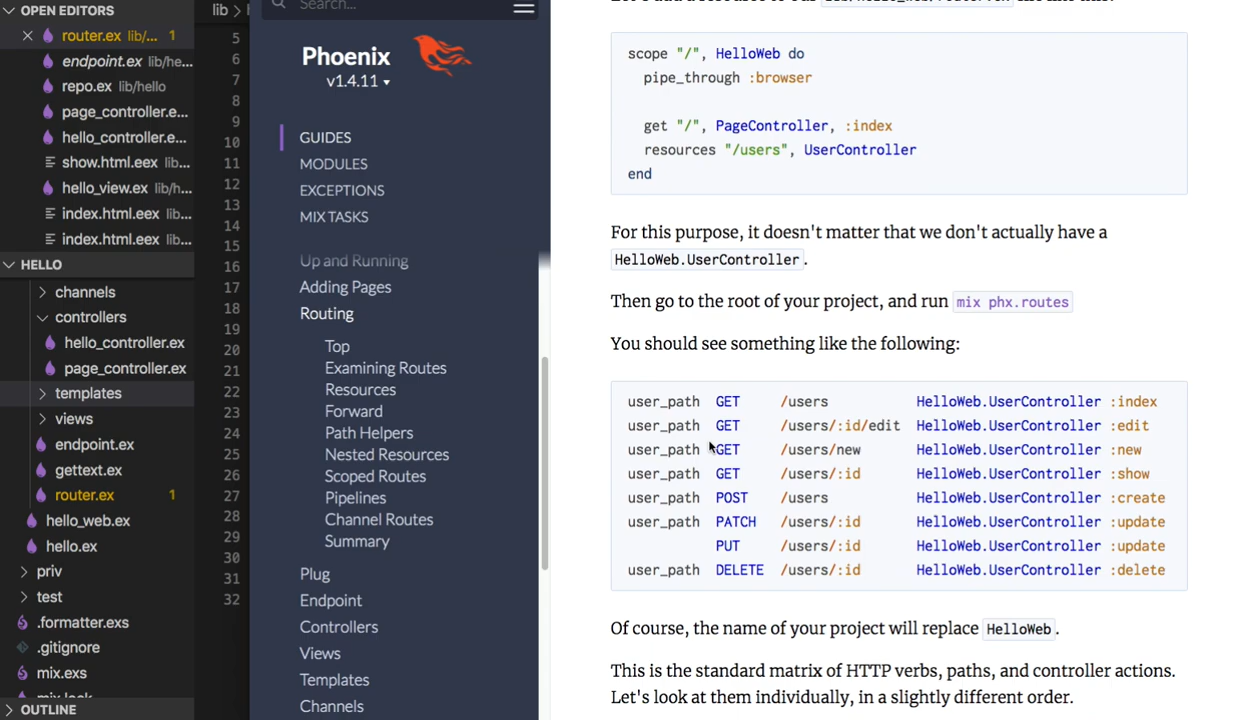 OPEN EDITORS
router.ex lib/... 1
endpoint.ex lib/he...
repo.ex lib/hello
page_controller.e...
hello_controller.e...
show.html.eex lib...
hello_view.ex lib/h...
index.html.eex lib...
index.html.eex lib...
HELLO
channels
controllers
hello_controller.ex
page_controller.ex
templates
views
endpoint.ex
gettext.ex
router.ex 1
hello_web.ex
hello.ex
priv
test
.formatter.exs
.gitignore
mix.exs
mix.lock
OUTLINE
lib
5
6
7
8
9
10
11
12
13
14
15
16
17
18
19
20
21
22
23
24
25
26
27
28
29
30
31
32
Search...
Phoenix
v1.4.11
GUIDES
MODULES
EXCEPTIONS
MIX TASKS
Up and Running
Adding Pages
Routing
Top
Examining Routes
Resources
Forward
Path Helpers
Nested Resources
Scoped Routes
Pipelines
Channel Routes
Summary
Plug
Endpoint
Controllers
Views
Templates
Channels
scope "/", HelloWeb do
pipe_through :browser
get "/", PageController, :index
resources "/users", UserController
end
For this purpose, it doesn't matter that we don't actually have a
HelloWeb.UserController.
Then go to the root of your project, and run mix phx.routes
You should see something like the following:
user_path GET /users HelloWeb.UserController :index
user_path GET /users/:id/edit HelloWeb.UserController :edit
user_path GET /users/new HelloWeb.UserController :new
user_path GET /users/:id HelloWeb.UserController :show
user_path POST /users HelloWeb.UserController :create
user_path PATCH /users/:id HelloWeb.UserController :update
PUT /users/:id HelloWeb.UserController :update
user_path DELETE /users/:id HelloWeb.UserController :delete
Of course, the name of your project will replace HelloWeb.
This is the standard matrix of HTTP verbs, paths, and controller actions.
Let's look at them individually, in a slightly different order.